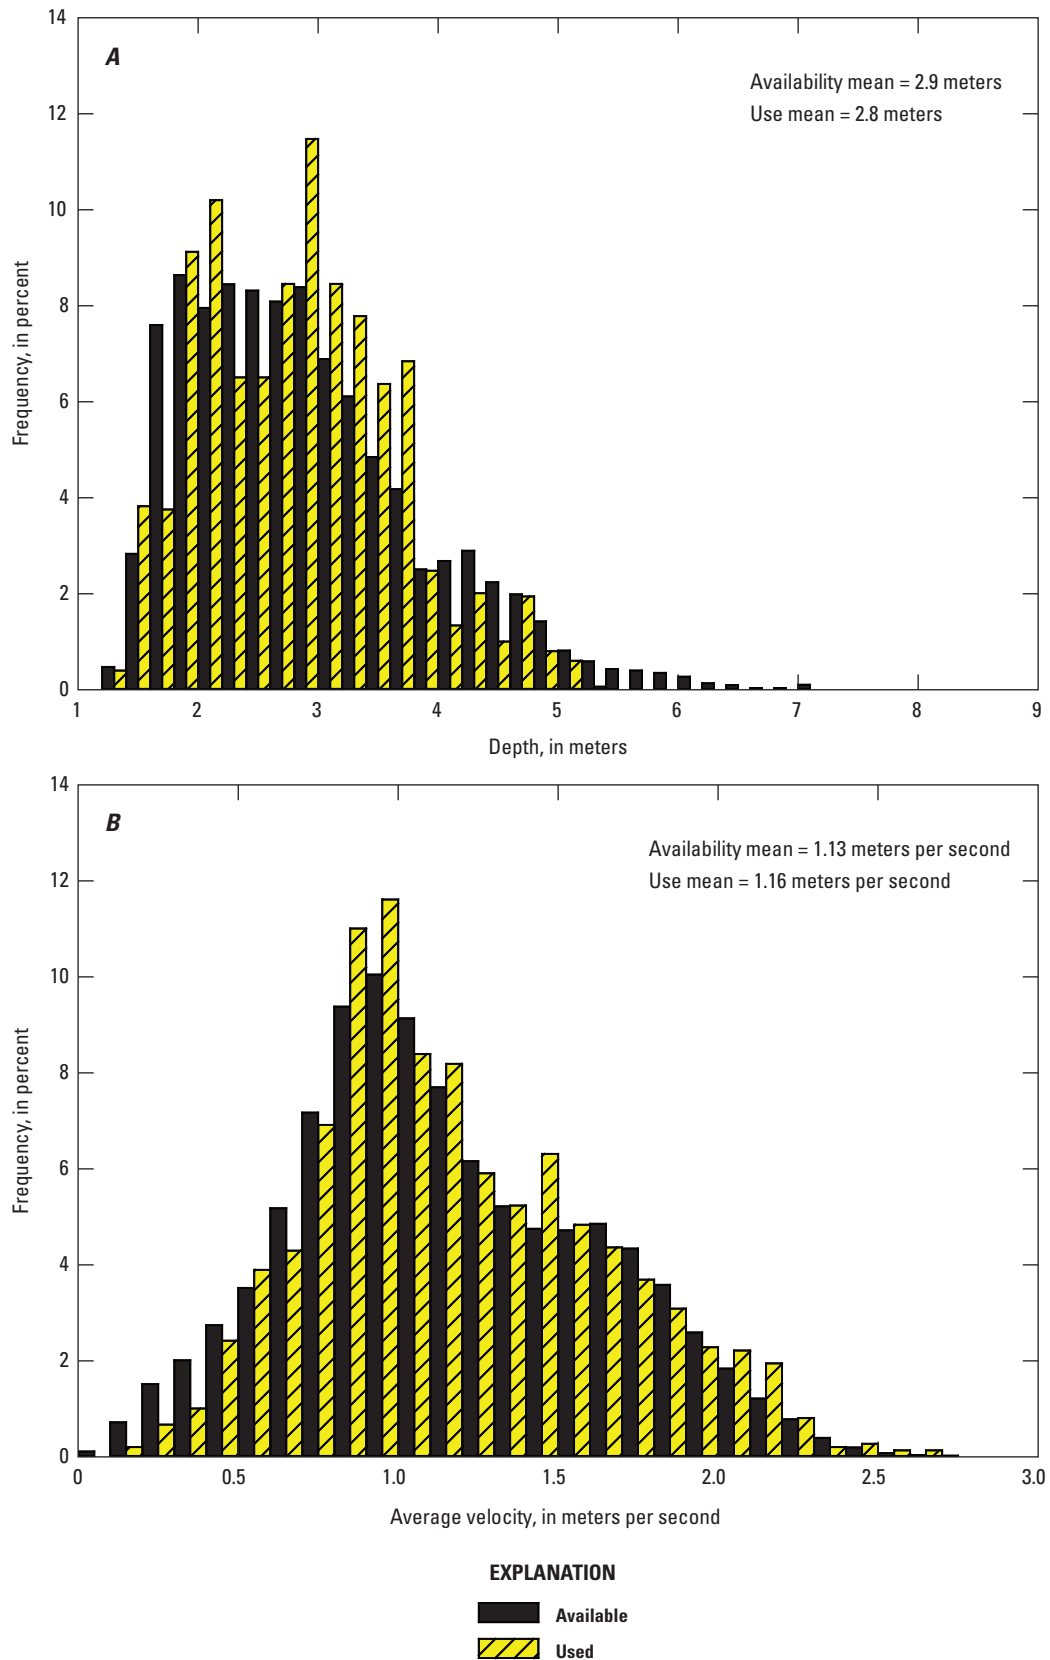 14
A
Availability mean = 2.9 meters
Use mean = 2.8 meters
12
10
8
6
4
2
0
Frequency, in percent
1 2 3 4 5 6 7 8 9
Depth, in meters
14
B
Availability mean = 1.13 meters per second
Use mean = 1.16 meters per second
12
10
8
6
4
2
0
Frequency, in percent
0 0.5 1.0 1.5 2.0 2.5 3.0
Average velocity, in meters per second
EXPLANATION
Available
Used